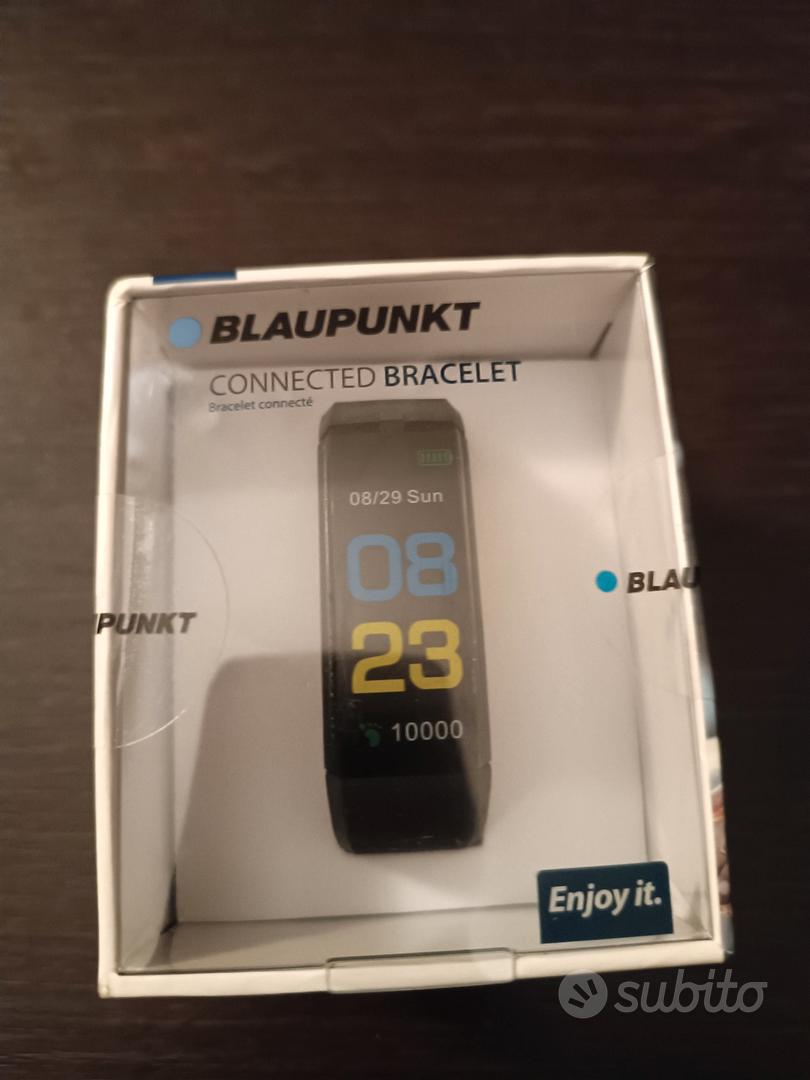 BLAUPUNKT
CONNECTED BRACELET
Bracelet connecté
08/29 Sun
08
23
10000
PUNKT
BLAU
Enjoy it.
subito